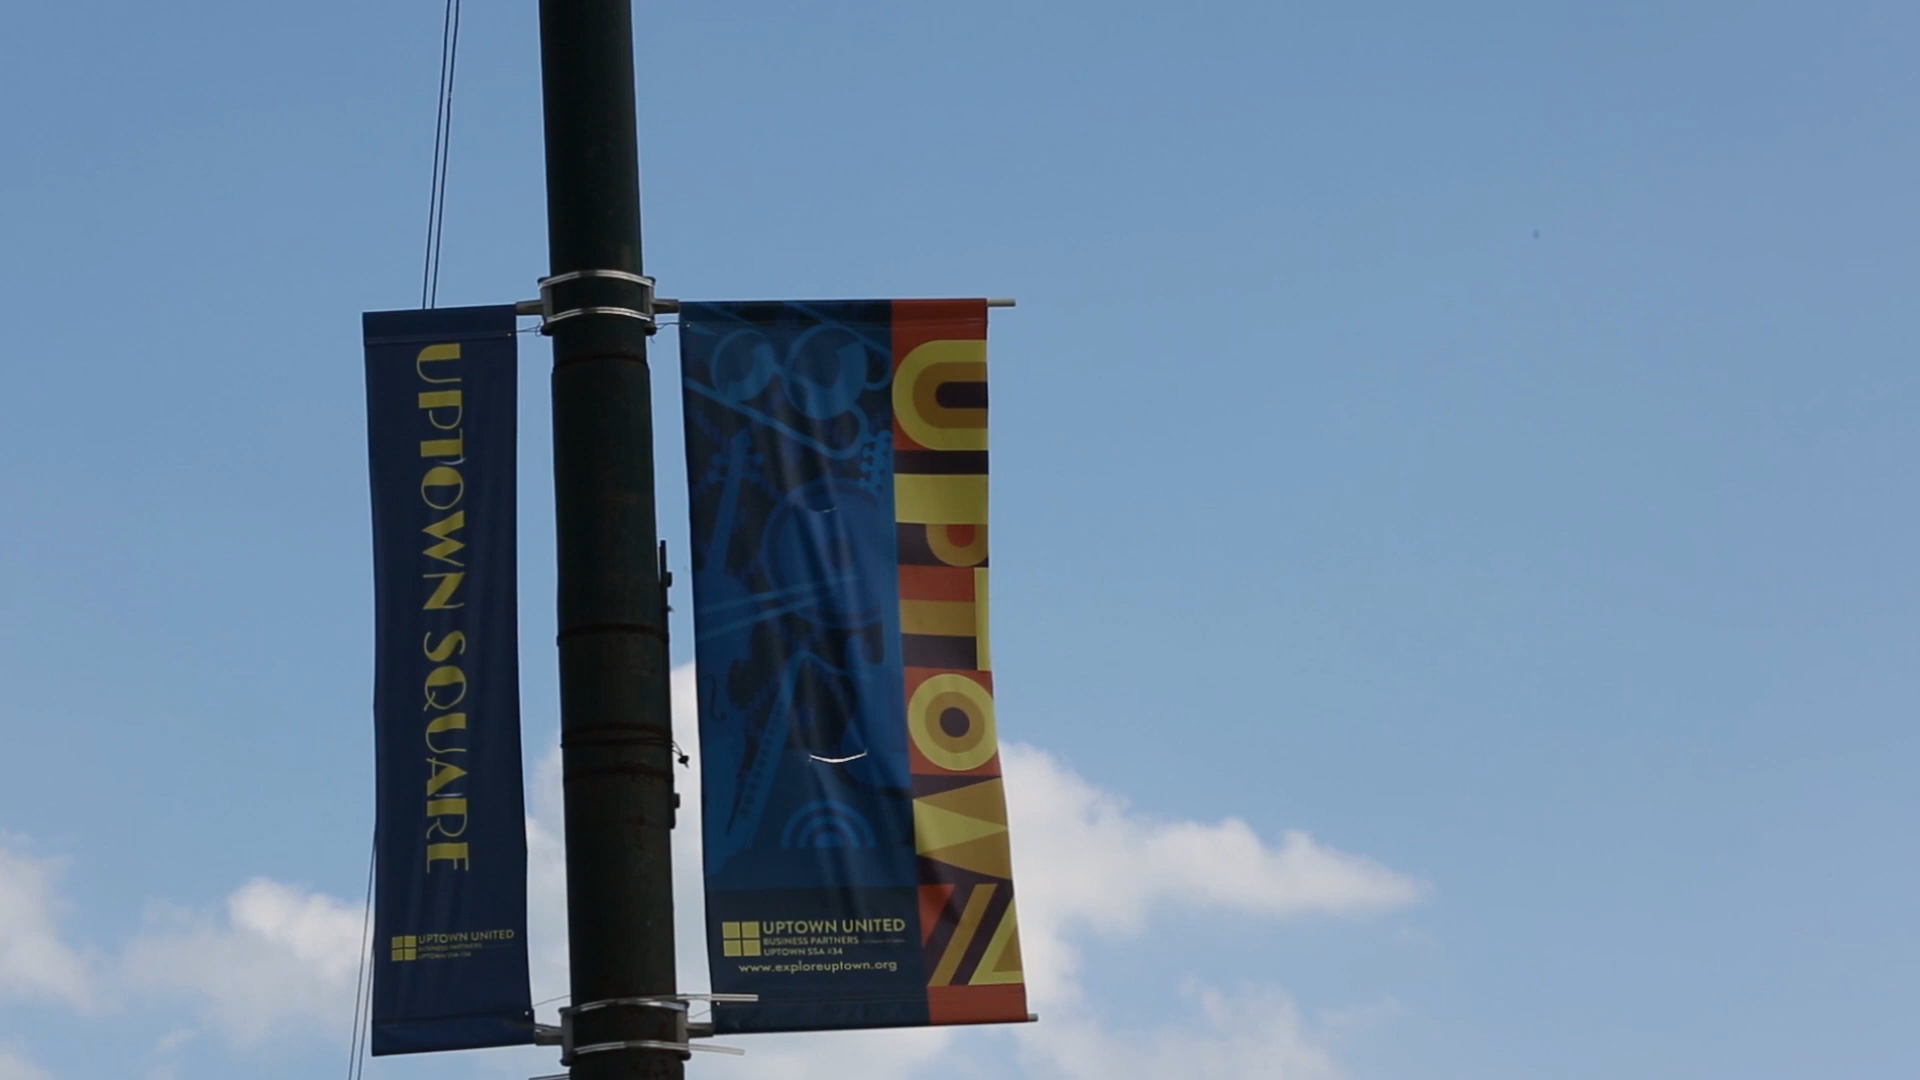 UPTOWN SQUARE
UPTOWN UNITED
BUSINESS PARTNERS
UPTOWN SSA #34
UPTOWN
UPTOWN UNITED
BUSINESS PARTNERS
UPTOWN SSA #34
www.exploreuptown.org